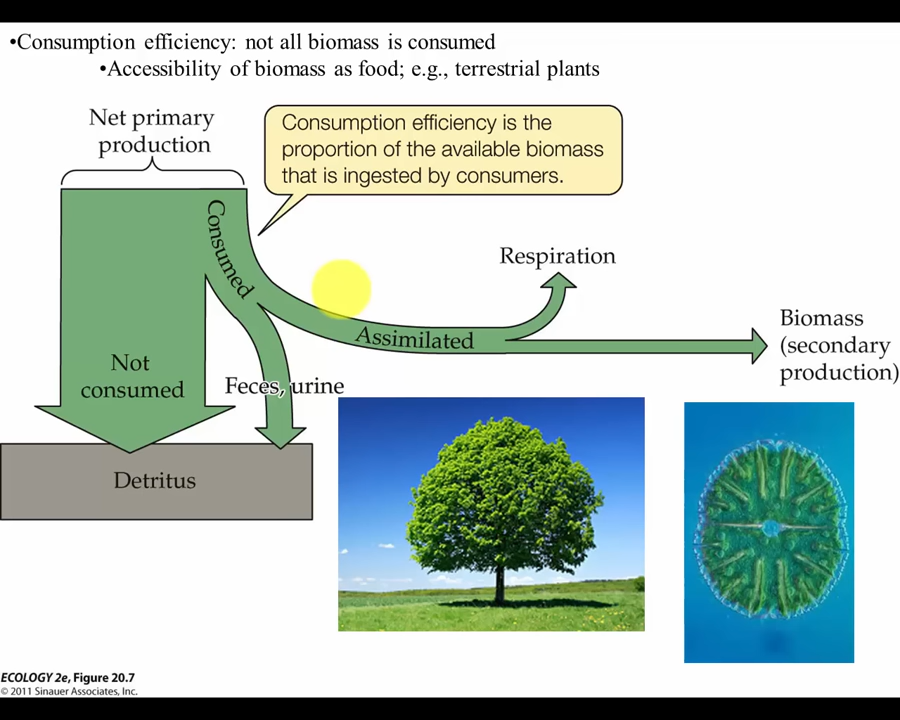 •Consumption efficiency: not all biomass is consumed
•Accessibility of biomass as food; e.g., terrestrial plants
Net primary
production
Consumption efficiency is the
proportion of the available biomass
that is ingested by consumers.
Consumed
Respiration
Assimilated
Biomass
(secondary
production)
Not
consumed
Feces, urine
Detritus
ECOLOGY 2e, Figure 20.7
© 2011 Sinauer Associates, Inc.